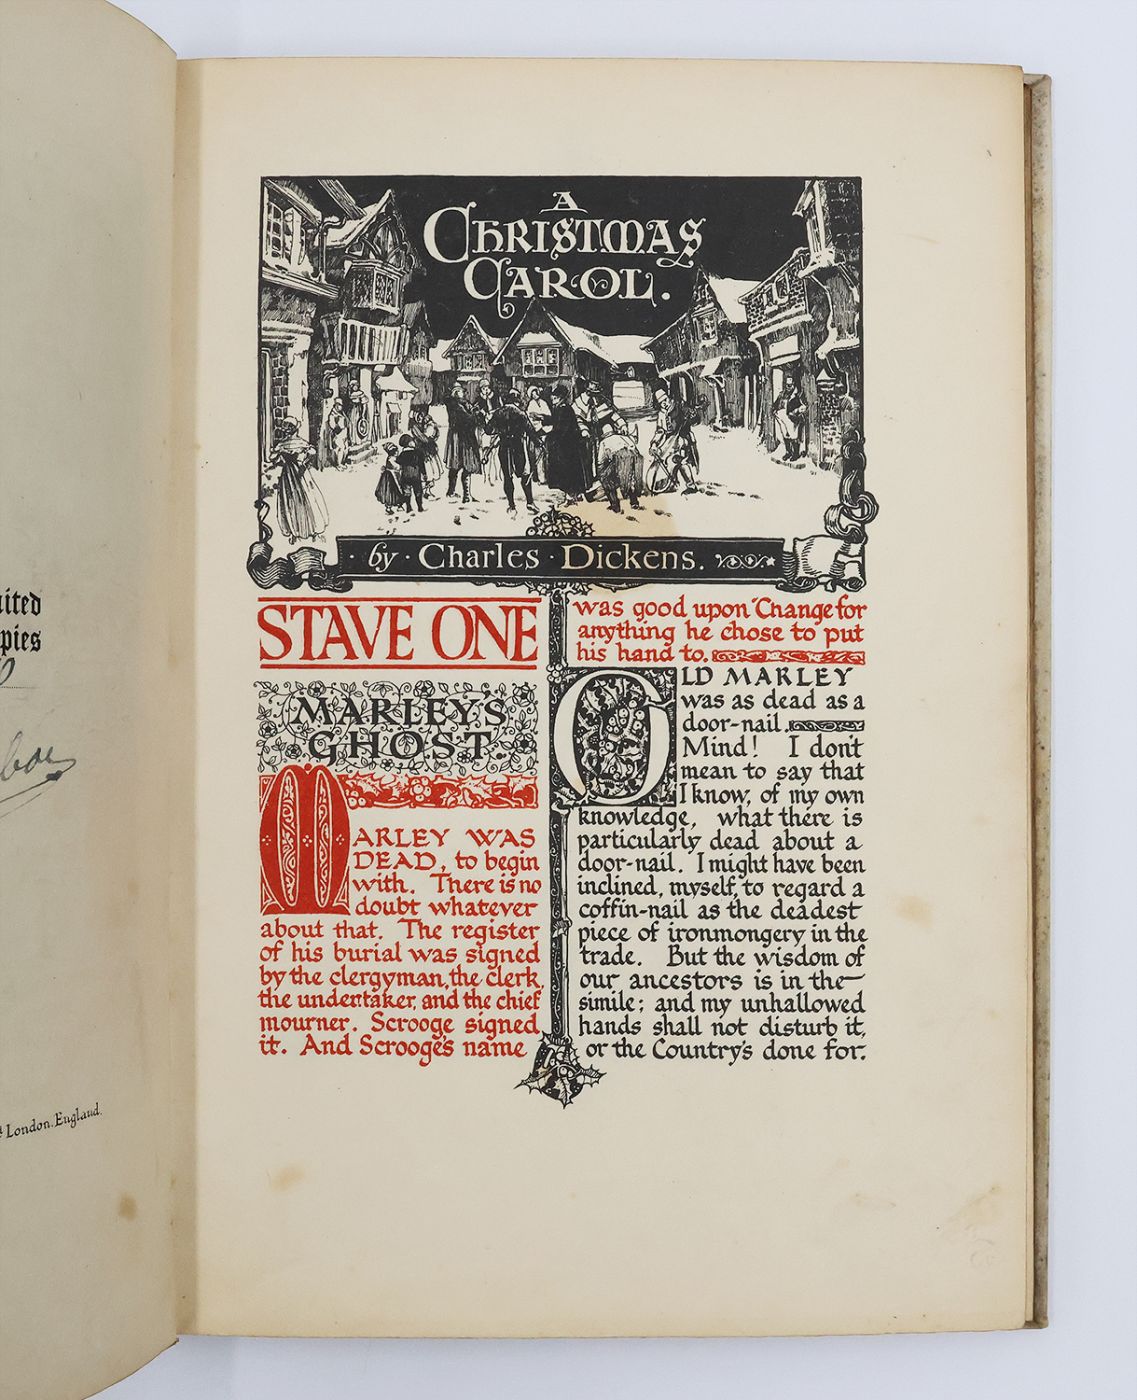 A
CHRISTMAS
CAROL.
by · Charles · Dickens.
STAVE ONE
MARLEY'S
GHOST.
MARLEY WAS
DEAD, to begin
with. There is no
doubt whatever
about that. The register
of his burial was signed
by the clergyman, the clerk,
the undertaker, and the chief
mourner. Scrooge signed
it. And Scrooge's name
was good upon 'Change for
anything he chose to put
his hand to.
OLD MARLEY
was as dead as a
door-nail.
Mind! I don't
mean to say that
I know, of my own
knowledge, what there is
particularly dead about a
door-nail. I might have been
inclined, myself, to regard a
coffin-nail as the deadest
piece of ironmongery in the
trade. But the wisdom of
our ancestors is in the
simile; and my unhallowed
hands shall not disturb it,
or the Country's done for.
London. England.